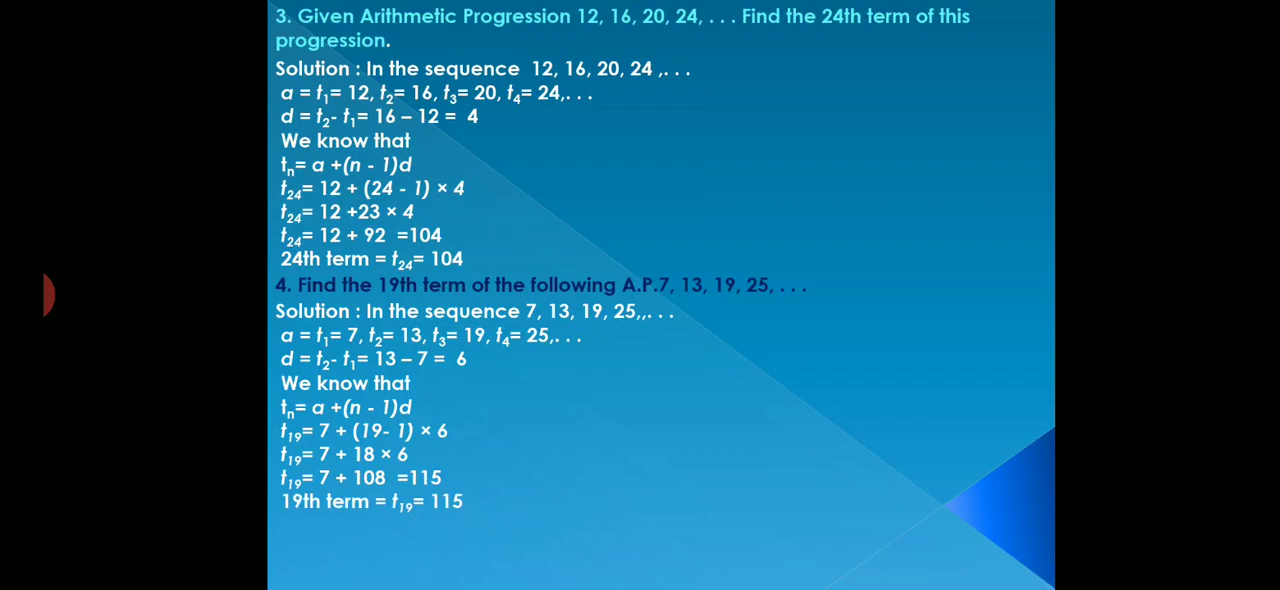 3. Given Arithmetic Progression 12, 16, 20, 24, . . . Find the 24th term of this
progression.
Solution : In the sequence 12, 16, 20, 24 ,. . .
a = t₁= 12, t₂= 16, t₃= 20, t₄= 24,. . .
d = t₂- t₁= 16 – 12 = 4
We know that
tₙ= a +(n - 1)d
t₂₄= 12 + (24 - 1) × 4
t₂₄= 12 +23 × 4
t₂₄= 12 + 92 =104
24th term = t₂₄= 104
4. Find the 19th term of the following A.P.7, 13, 19, 25, . . .
Solution : In the sequence 7, 13, 19, 25,,. . .
a = t₁= 7, t₂= 13, t₃= 19, t₄= 25,. . .
d = t₂- t₁= 13 – 7 = 6
We know that
tₙ= a +(n - 1)d
t₁₉= 7 + (19- 1) × 6
t₁₉= 7 + 18 × 6
t₁₉= 7 + 108 =115
19th term = t₁₉= 115